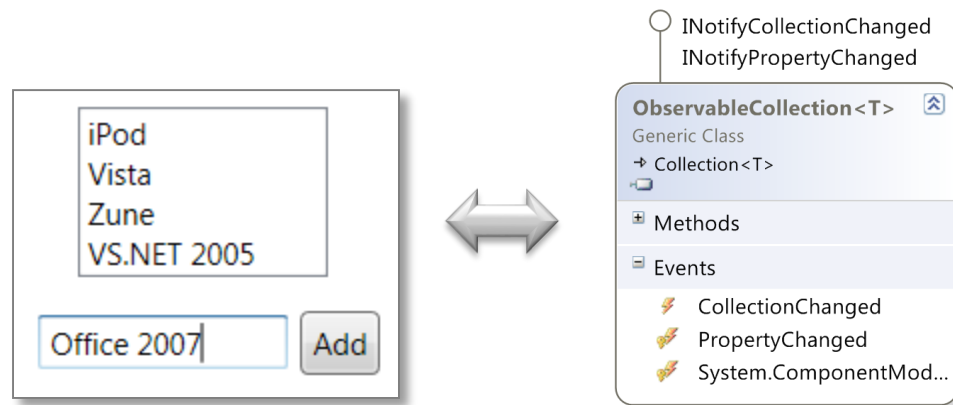 iPod
Vista
Zune
VS.NET 2005
Office 2007
Add
INotifyCollectionChanged
INotifyPropertyChanged
ObservableCollection<T>
Generic Class
Collection<T>
Methods
Events
CollectionChanged
PropertyChanged
System.ComponentMod...